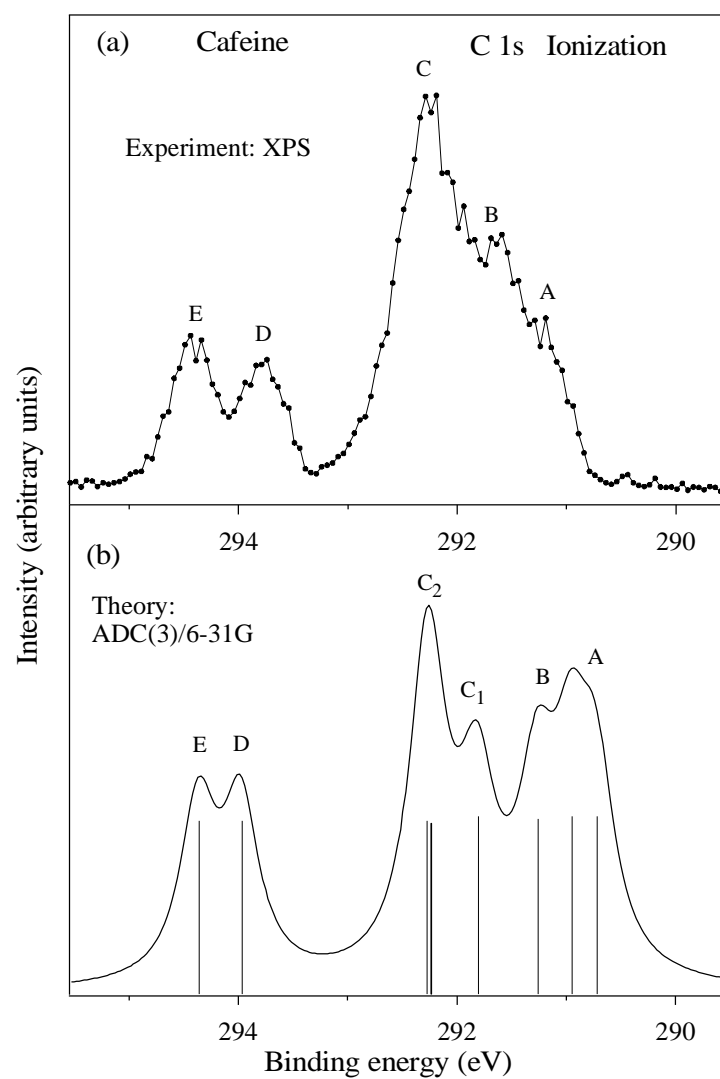 (a) Cafeine C 1s Ionization
C
Experiment: XPS
B
A
E
D
294 292 290
(b)
C2
Theory:
ADC(3)/6-31G
A
B
C1
E D
294 292 290
Binding energy (eV)
Intensity (arbitrary units)